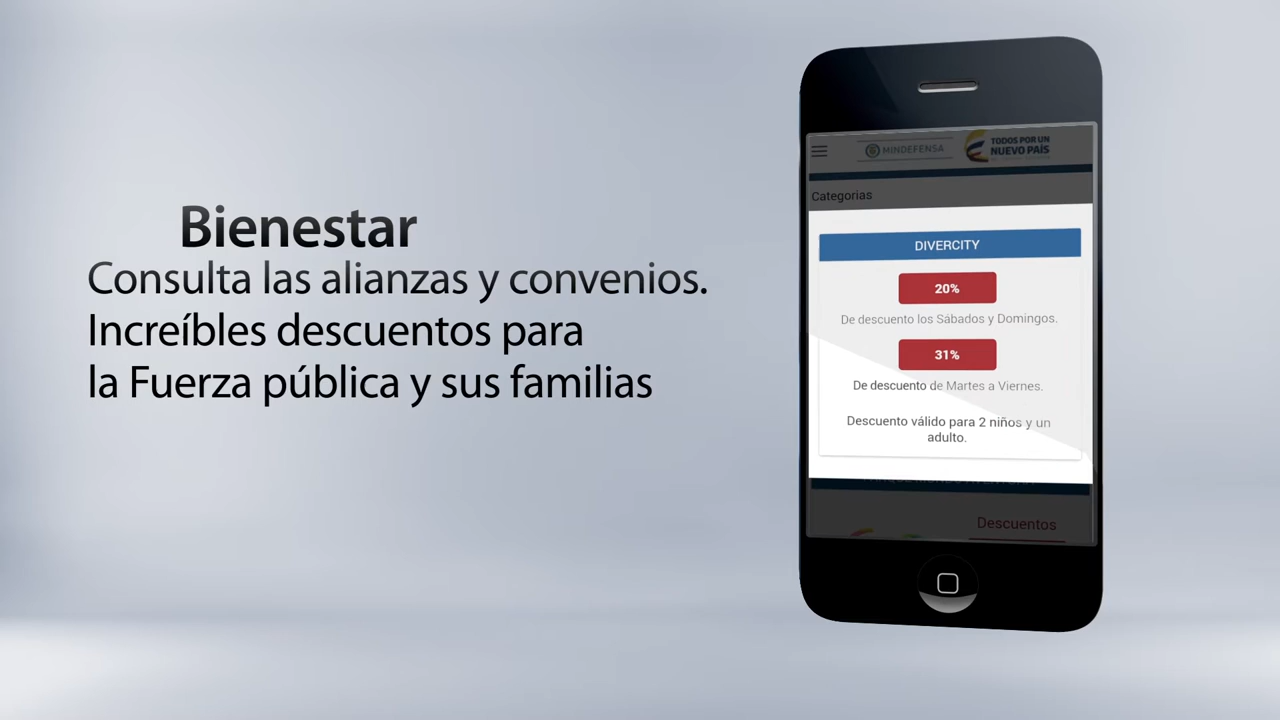 Bienestar
Consulta las alianzas y convenios.
Increíbles descuentos para
la Fuerza pública y sus familias
MINDEFENSA
TODOS POR UN
NUEVO PAÍS
Categorias
DIVERCITY
20%
De descuento los Sábados y Domingos.
31%
De descuento de Martes a Viernes.
Descuento válido para 2 niños y un
adulto.
Descuentos